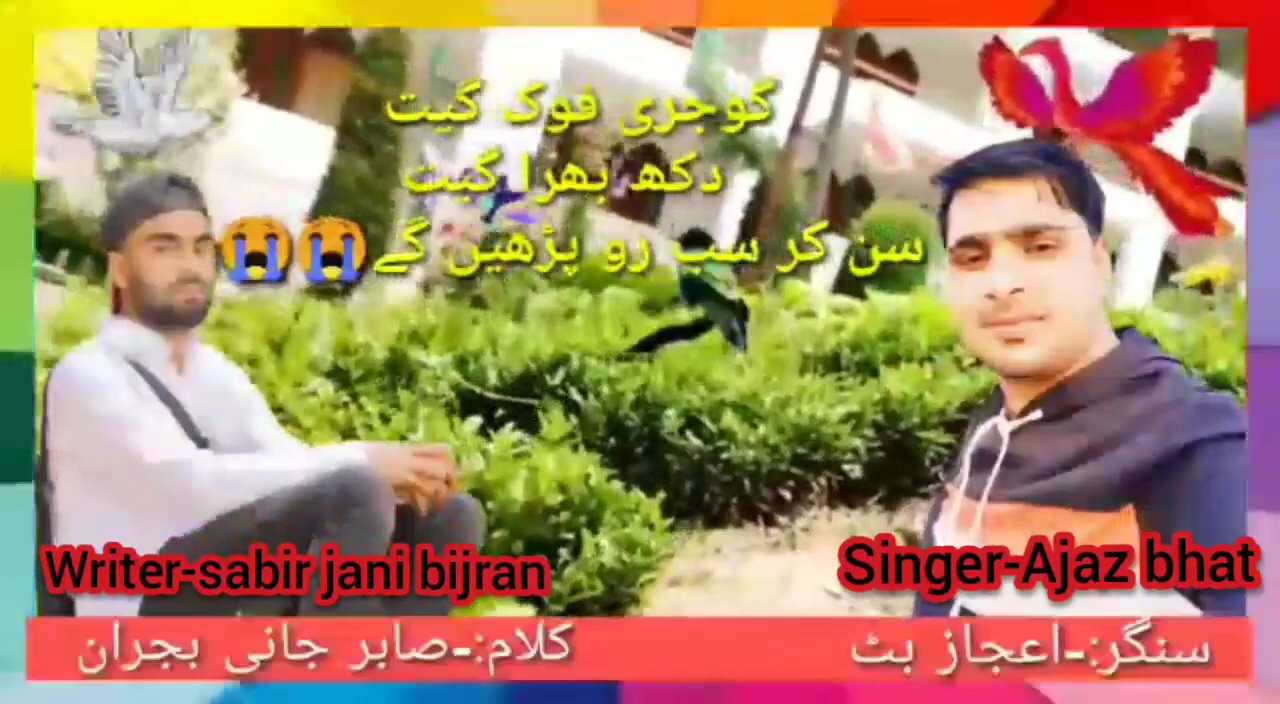 گوجری فوک گیت
دکھ بھرا گیت
سن کر سب رو پڑھیں گے😭😭
Writer-sabir jani bijran
Singer-Ajaz bhat
سنگر:-اعجاز بٹ
کلام:-صابر جانی بجران